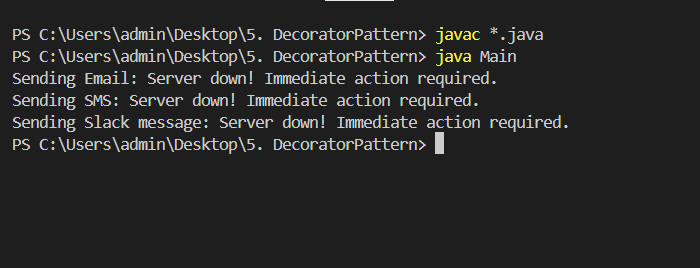 PS C:\Users\admin\Desktop\5. DecoratorPattern> javac *.java
PS C:\Users\admin\Desktop\5. DecoratorPattern> java Main
Sending Email: Server down! Immediate action required.
Sending SMS: Server down! Immediate action required.
Sending Slack message: Server down! Immediate action required.
PS C:\Users\admin\Desktop\5. DecoratorPattern>